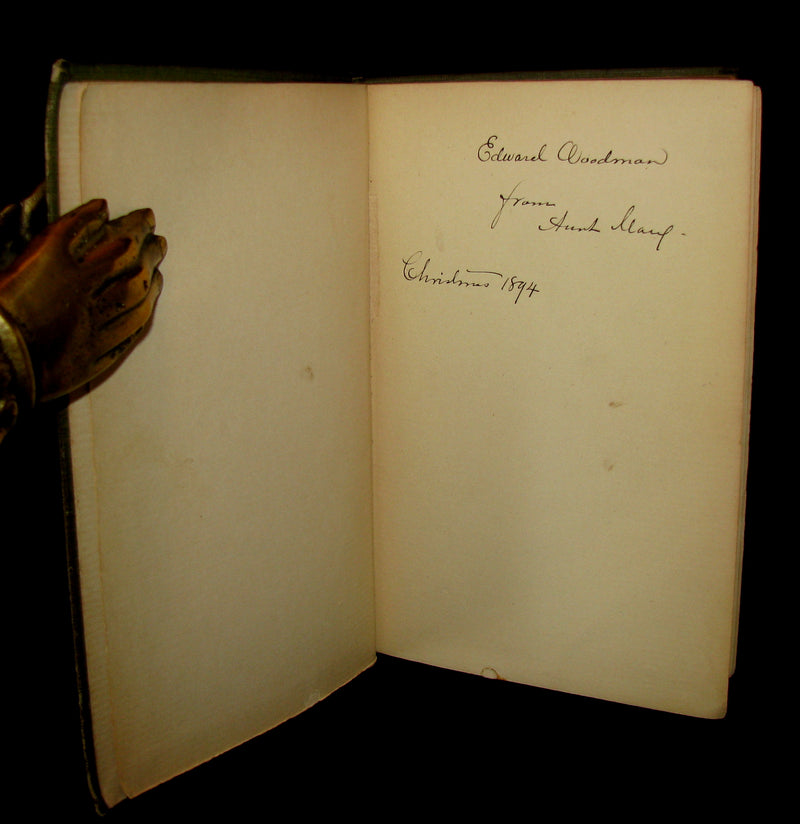 Edward Woodman
from
Aunt Mary -
Christmas 1894